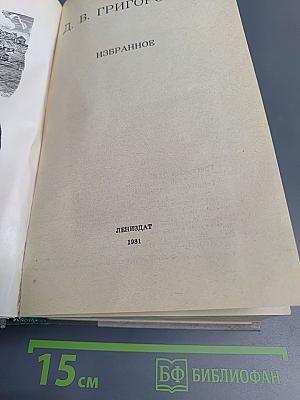 Д. В. ГРИГОРО
ИЗБРАННОЕ
ЛЕНИЗДАТ
1981
15 см
БФ БИБЛИОФАН